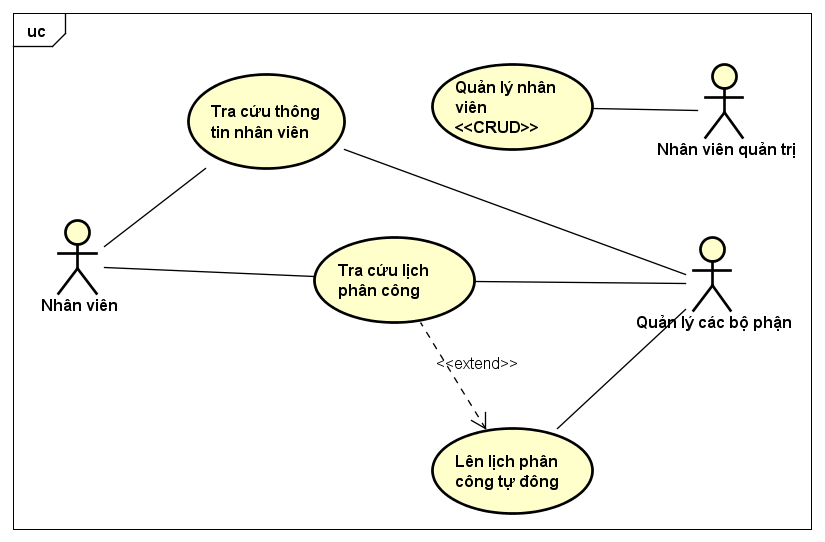 uc
Tra cứu thông
tin nhân viên
Quản lý nhân
viên
<<CRUD>>
Nhân viên quản trị
Nhân viên
Tra cứu lịch
phân công
Quản lý các bộ phận
<<extend>>
Lên lịch phân
công tự đông